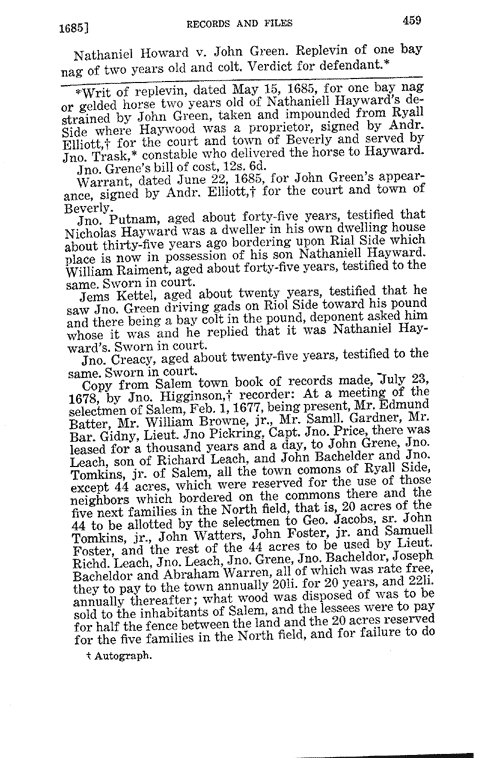 1685] RECORDS AND FILES 459
Nathaniel Howard v. John Green. Replevin of one bay
nag of two years old and colt. Verdict for defendant.*
*Writ of replevin, dated May 15, 1685, for one bay nag
or gelded horse two years old of Nathaniell Hayward's de-
strained by John Green, taken and impounded from Ryall
Side where Haywood was a proprietor, signed by Andr.
Elliott,† for the court and town of Beverly and served by
Jno. Trask,* constable who delivered the horse to Hayward.
Jno. Grene's bill of cost, 12s. 6d.
Warrant, dated June 22, 1685, for John Green's appear-
ance, signed by Andr. Elliott,† for the court and town of
Beverly.
Jno. Putnam, aged about forty-five years, testified that
Nicholas Hayward was a dweller in his own dwelling house
about thirty-five years ago bordering upon Rial Side which
place is now in possession of his son Nathaniell Hayward.
William Raiment, aged about forty-five years, testified to the
same. Sworn in court.
Jems Kettel, aged about twenty years, testified that he
saw Jno. Green driving gads on Riol Side toward his pound
and there being a bay colt in the pound, deponent asked him
whose it was and he replied that it was Nathaniel Hay-
ward's. Sworn in court.
Jno. Creacy, aged about twenty-five years, testified to the
same. Sworn in court.
Copy from Salem town book of records made, July 23,
1678, by Jno. Higginson,† recorder: At a meeting of the
selectmen of Salem, Feb. 1, 1677, being present, Mr. Edmund
Batter, Mr. William Browne, jr., Mr. Samll. Gardner, Mr.
Bar. Gidny, Lieut. Jno Pickring, Capt. Jno. Price, there was
leased for a thousand years and a day, to John Grene, Jno.
Leach, son of Richard Leach, and John Bachelder and Jno.
Tomkins, jr. of Salem, all the town comons of Ryall Side,
except 44 acres, which were reserved for the use of those
neighbors which bordered on the commons there and the
five next families in the North field, that is, 20 acres of the
44 to be allotted by the selectmen to Geo. Jacobs, sr. John
Tomkins, jr., John Watters, John Foster, jr. and Samuell
Foster, and the rest of the 44 acres to be used by Lieut.
Richd. Leach, Jno. Leach, Jno. Grene, Jno. Bacheldor, Joseph
Bacheldor and Abraham Warren, all of which was rate free,
they to pay to the town annually 20li. for 20 years, and 22li.
annually thereafter; what wood was disposed of was to be
sold to the inhabitants of Salem, and the lessees were to pay
for half the fence between the land and the 20 acres reserved
for the five families in the North field, and for failure to do
† Autograph.